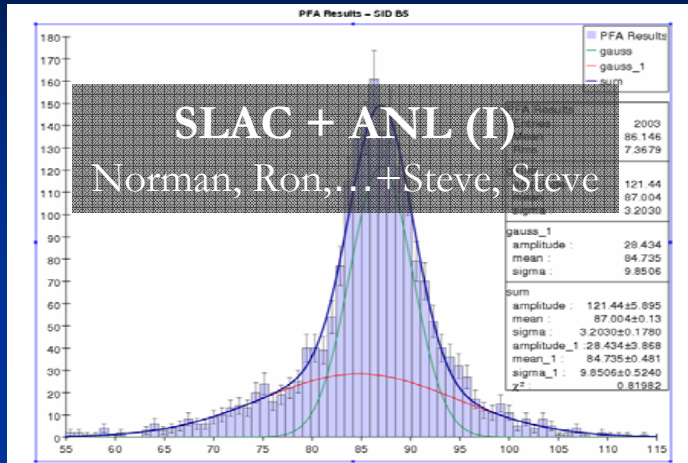 PFA Results – SID B5
180
170
160
150
140
130
120
110
100
90
80
70
60
50
40
30
20
10
0
55 60 65 70 75 80 85 90 95 100 105 110 115
PFA Results
gauss
gauss_1
sum
SLAC + ANL (I)
Norman, Ron,…+Steve, Steve
PFA Results
2003
86.146
7.3679
121.44
87.004
sigma : 3.2030
gauss_1
amplitude : 28.434
mean : 84.735
sigma : 9.8506
sum
amplitude : 121.44±5.895
mean : 87.004±0.13
sigma : 3.2030±0.1780
amplitude_1 : 28.434±3.868
mean_1 : 84.735±0.481
sigma_1 : 9.8506±0.5240
χ² : 0.81982